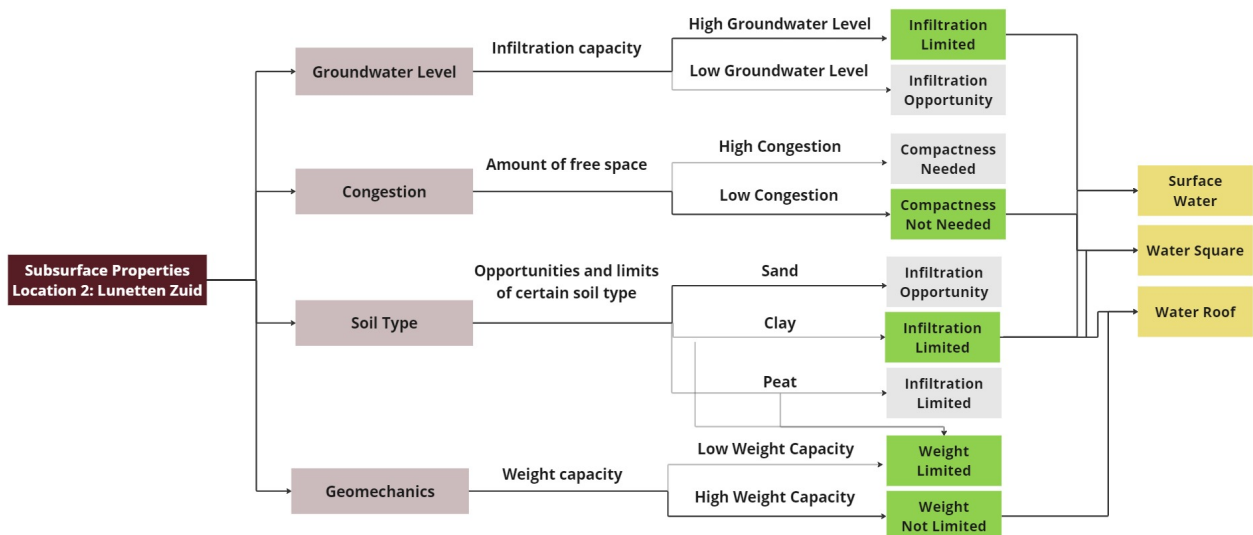 Subsurface Properties
Location 2: Lunetten Zuid
Groundwater Level
Infiltration capacity
High Groundwater Level
Infiltration
Limited
Low Groundwater Level
Infiltration
Opportunity
Congestion
Amount of free space
High Congestion
Compactness
Needed
Low Congestion
Compactness
Not Needed
Soil Type
Opportunities and limits
of certain soil type
Sand
Infiltration
Opportunity
Clay
Infiltration
Limited
Peat
Infiltration
Limited
Geomechanics
Weight capacity
Low Weight Capacity
Weight
Limited
High Weight Capacity
Weight
Not Limited
Surface
Water
Water Square
Water Roof